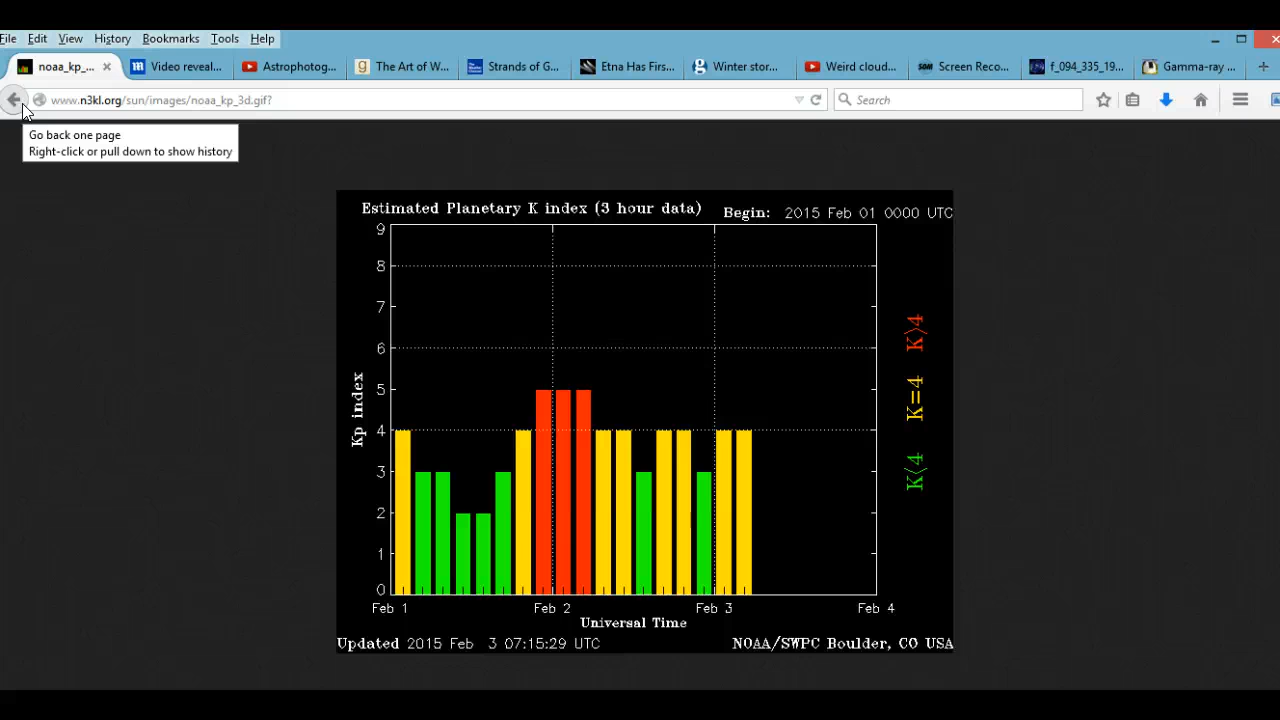 File Edit View History Bookmarks Tools Help
noaa_kp_... Video reveal... Astrophotog... The Art of W... Strands of G... Etna Has Firs... Winter stor... Weird cloud... Screen Reco... f_094_335_19... Gamma-ray ...
www.n3kl.org/sun/images/noaa_kp_3d.gif? Search
Go back one page
Right-click or pull down to show history
Estimated Planetary K index (3 hour data) Begin: 2015 Feb 01 0000 UTC
9
8
7
6
5
4
3
2
1
0
Kp index
K>4
K=4
K<4
Feb 1 Feb 2 Feb 3 Feb 4
Universal Time
Updated 2015 Feb 3 07:15:29 UTC NOAA/SWPC Boulder, CO USA